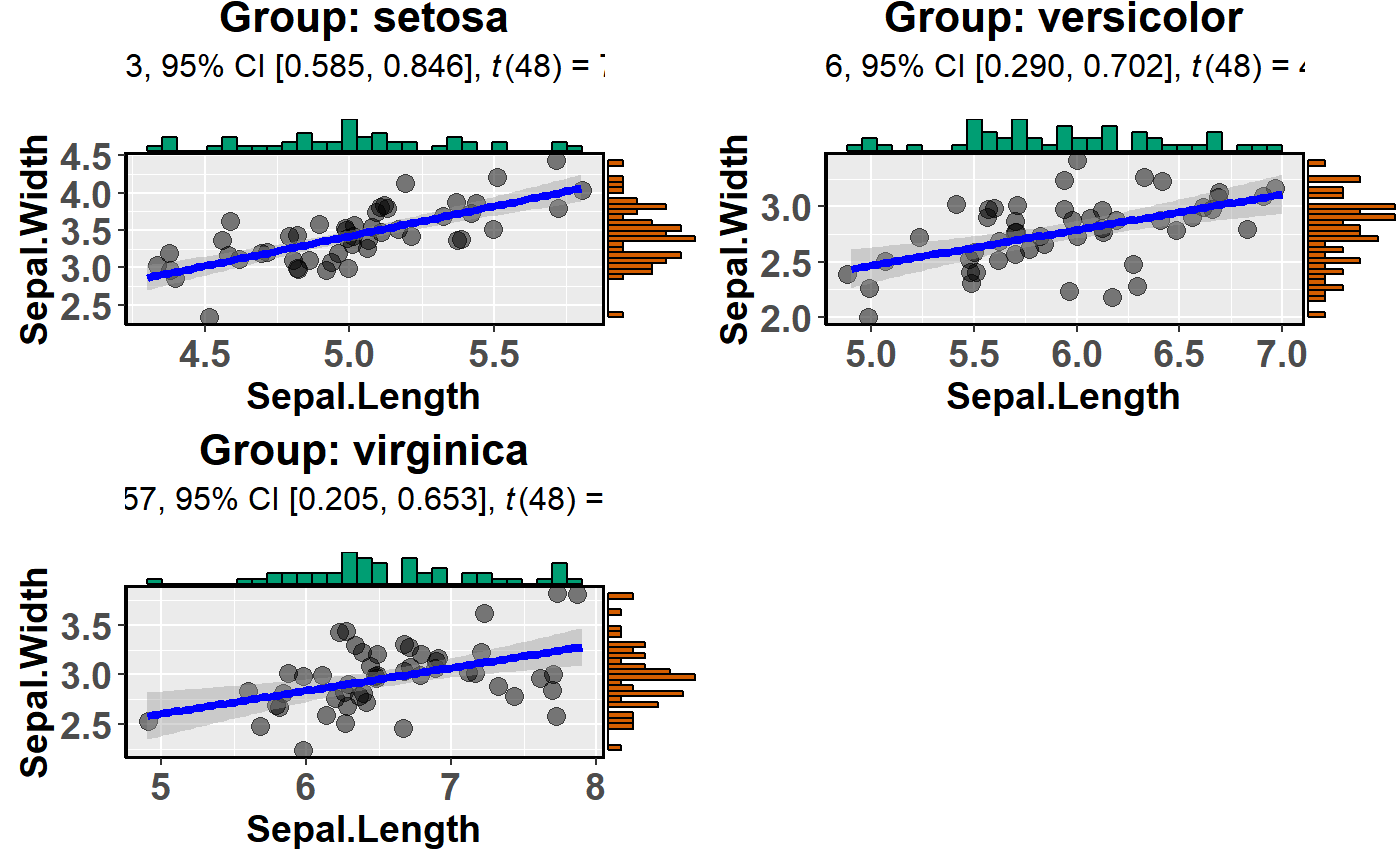 Group: setosa
3, 95% CI [0.585, 0.846], t(48) =
Sepal.Width
4.5
4.0
3.5
3.0
2.5
4.5 5.0 5.5
Sepal.Length
Group: versicolor
6, 95% CI [0.290, 0.702], t(48) =
Sepal.Width
3.0
2.5
2.0
5.0 5.5 6.0 6.5 7.0
Sepal.Length
Group: virginica
57, 95% CI [0.205, 0.653], t(48) =
Sepal.Width
3.5
3.0
2.5
5 6 7 8
Sepal.Length